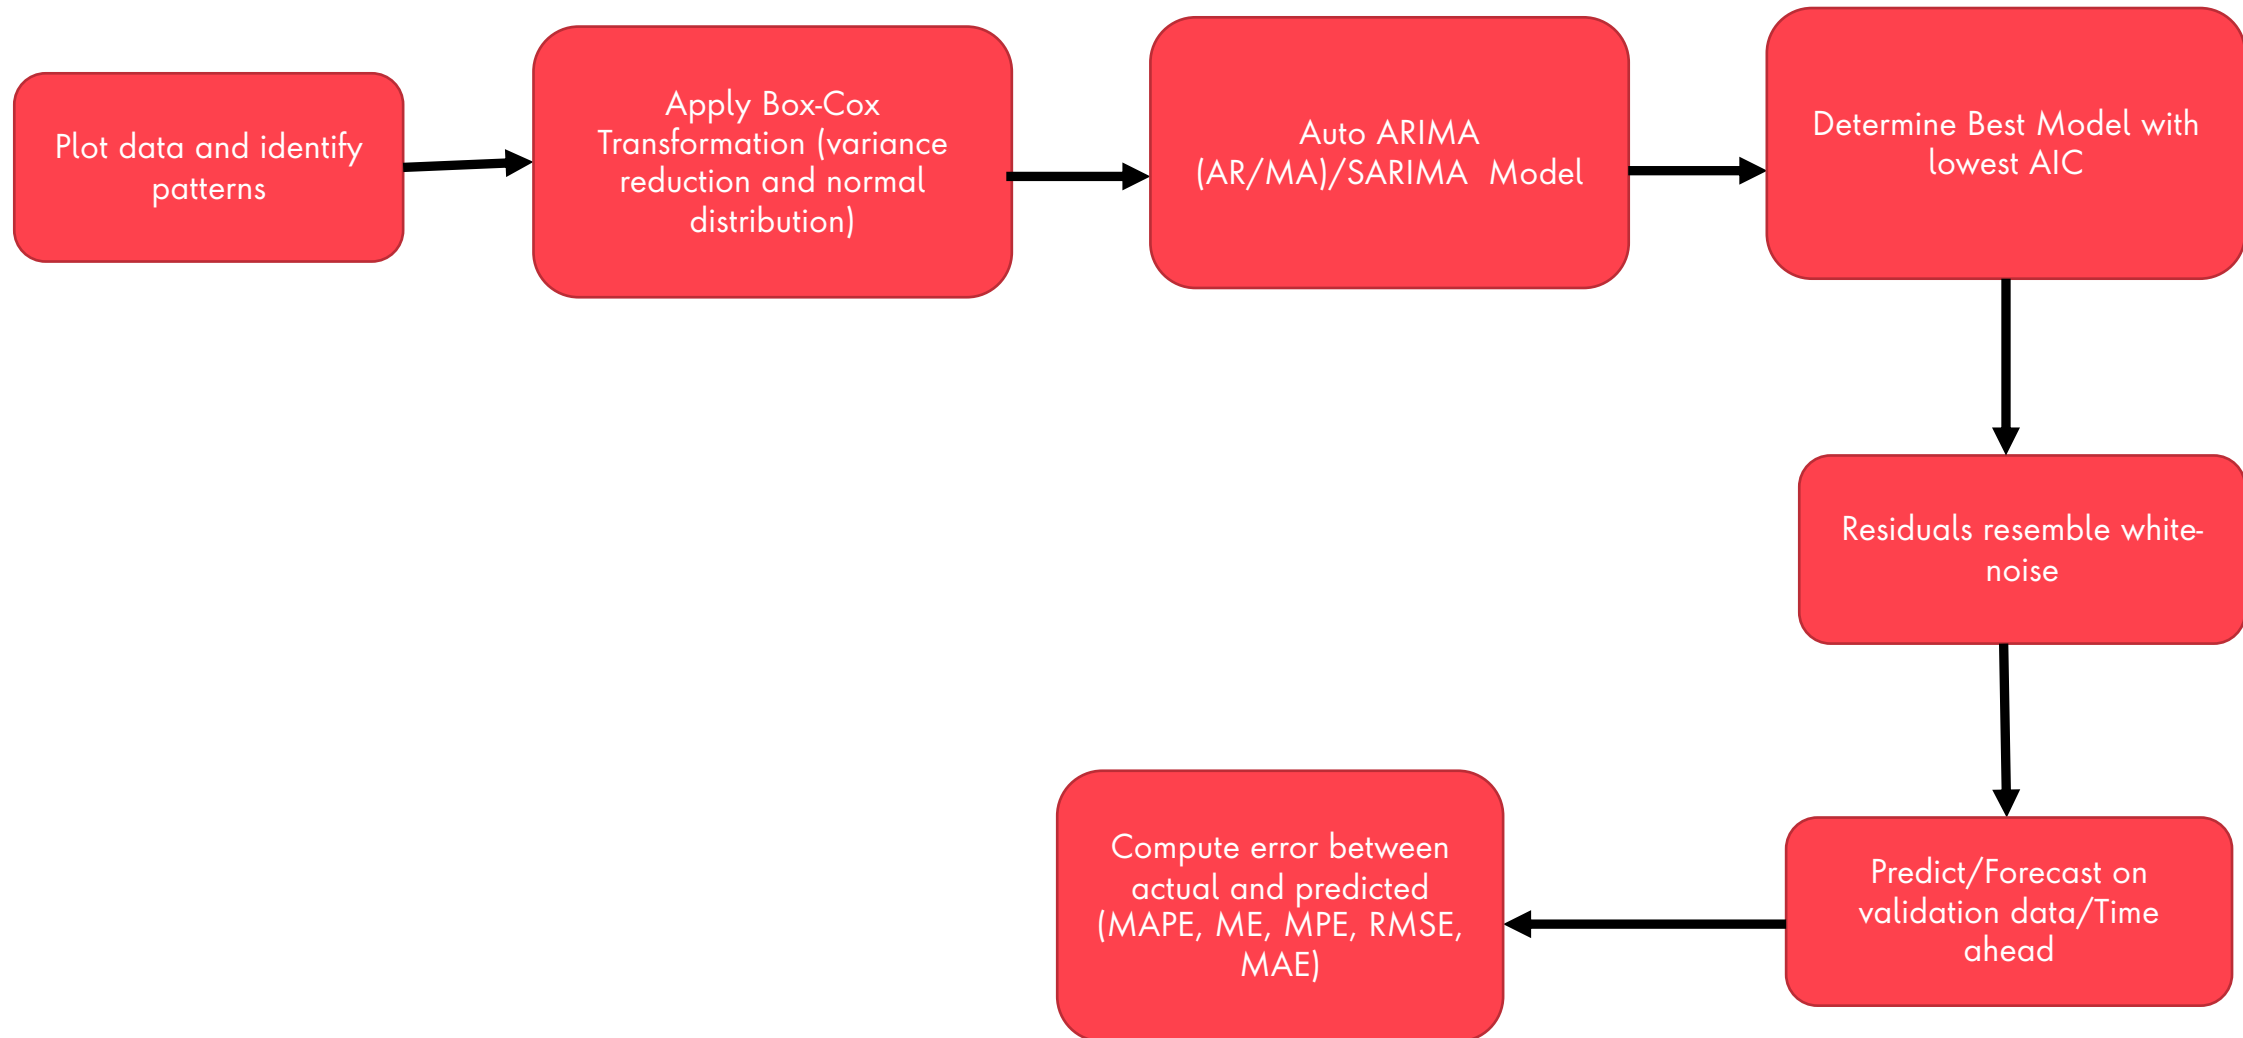 Plot data and identify
patterns
Apply Box-Cox
Transformation (variance
reduction and normal
distribution)
Auto ARIMA
(AR/MA)/SARIMA  Model
Determine Best Model with
lowest AIC
Residuals resemble white-
noise
Predict/Forecast on
validation data/Time
ahead
Compute error between
actual and predicted
(MAPE, ME, MPE, RMSE,
MAE)